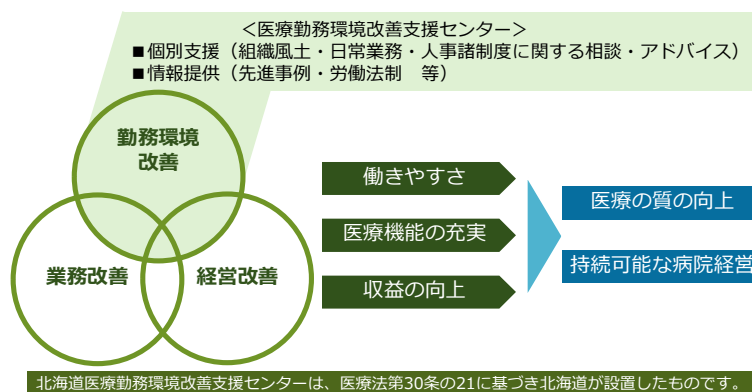 ＜医療勤務環境改善支援センター＞
■個別支援（組織風土・日常業務・人事諸制度に関する相談・アドバイス）
■情報提供（先進事例・労働法制　等）
勤務環境
改善
業務改善
経営改善
働きやすさ
医療機能の充実
収益の向上
医療の質の向上
持続可能な病院経営
北海道医療勤務環境改善支援センターは、医療法第30条の21に基づき北海道が設置したものです。